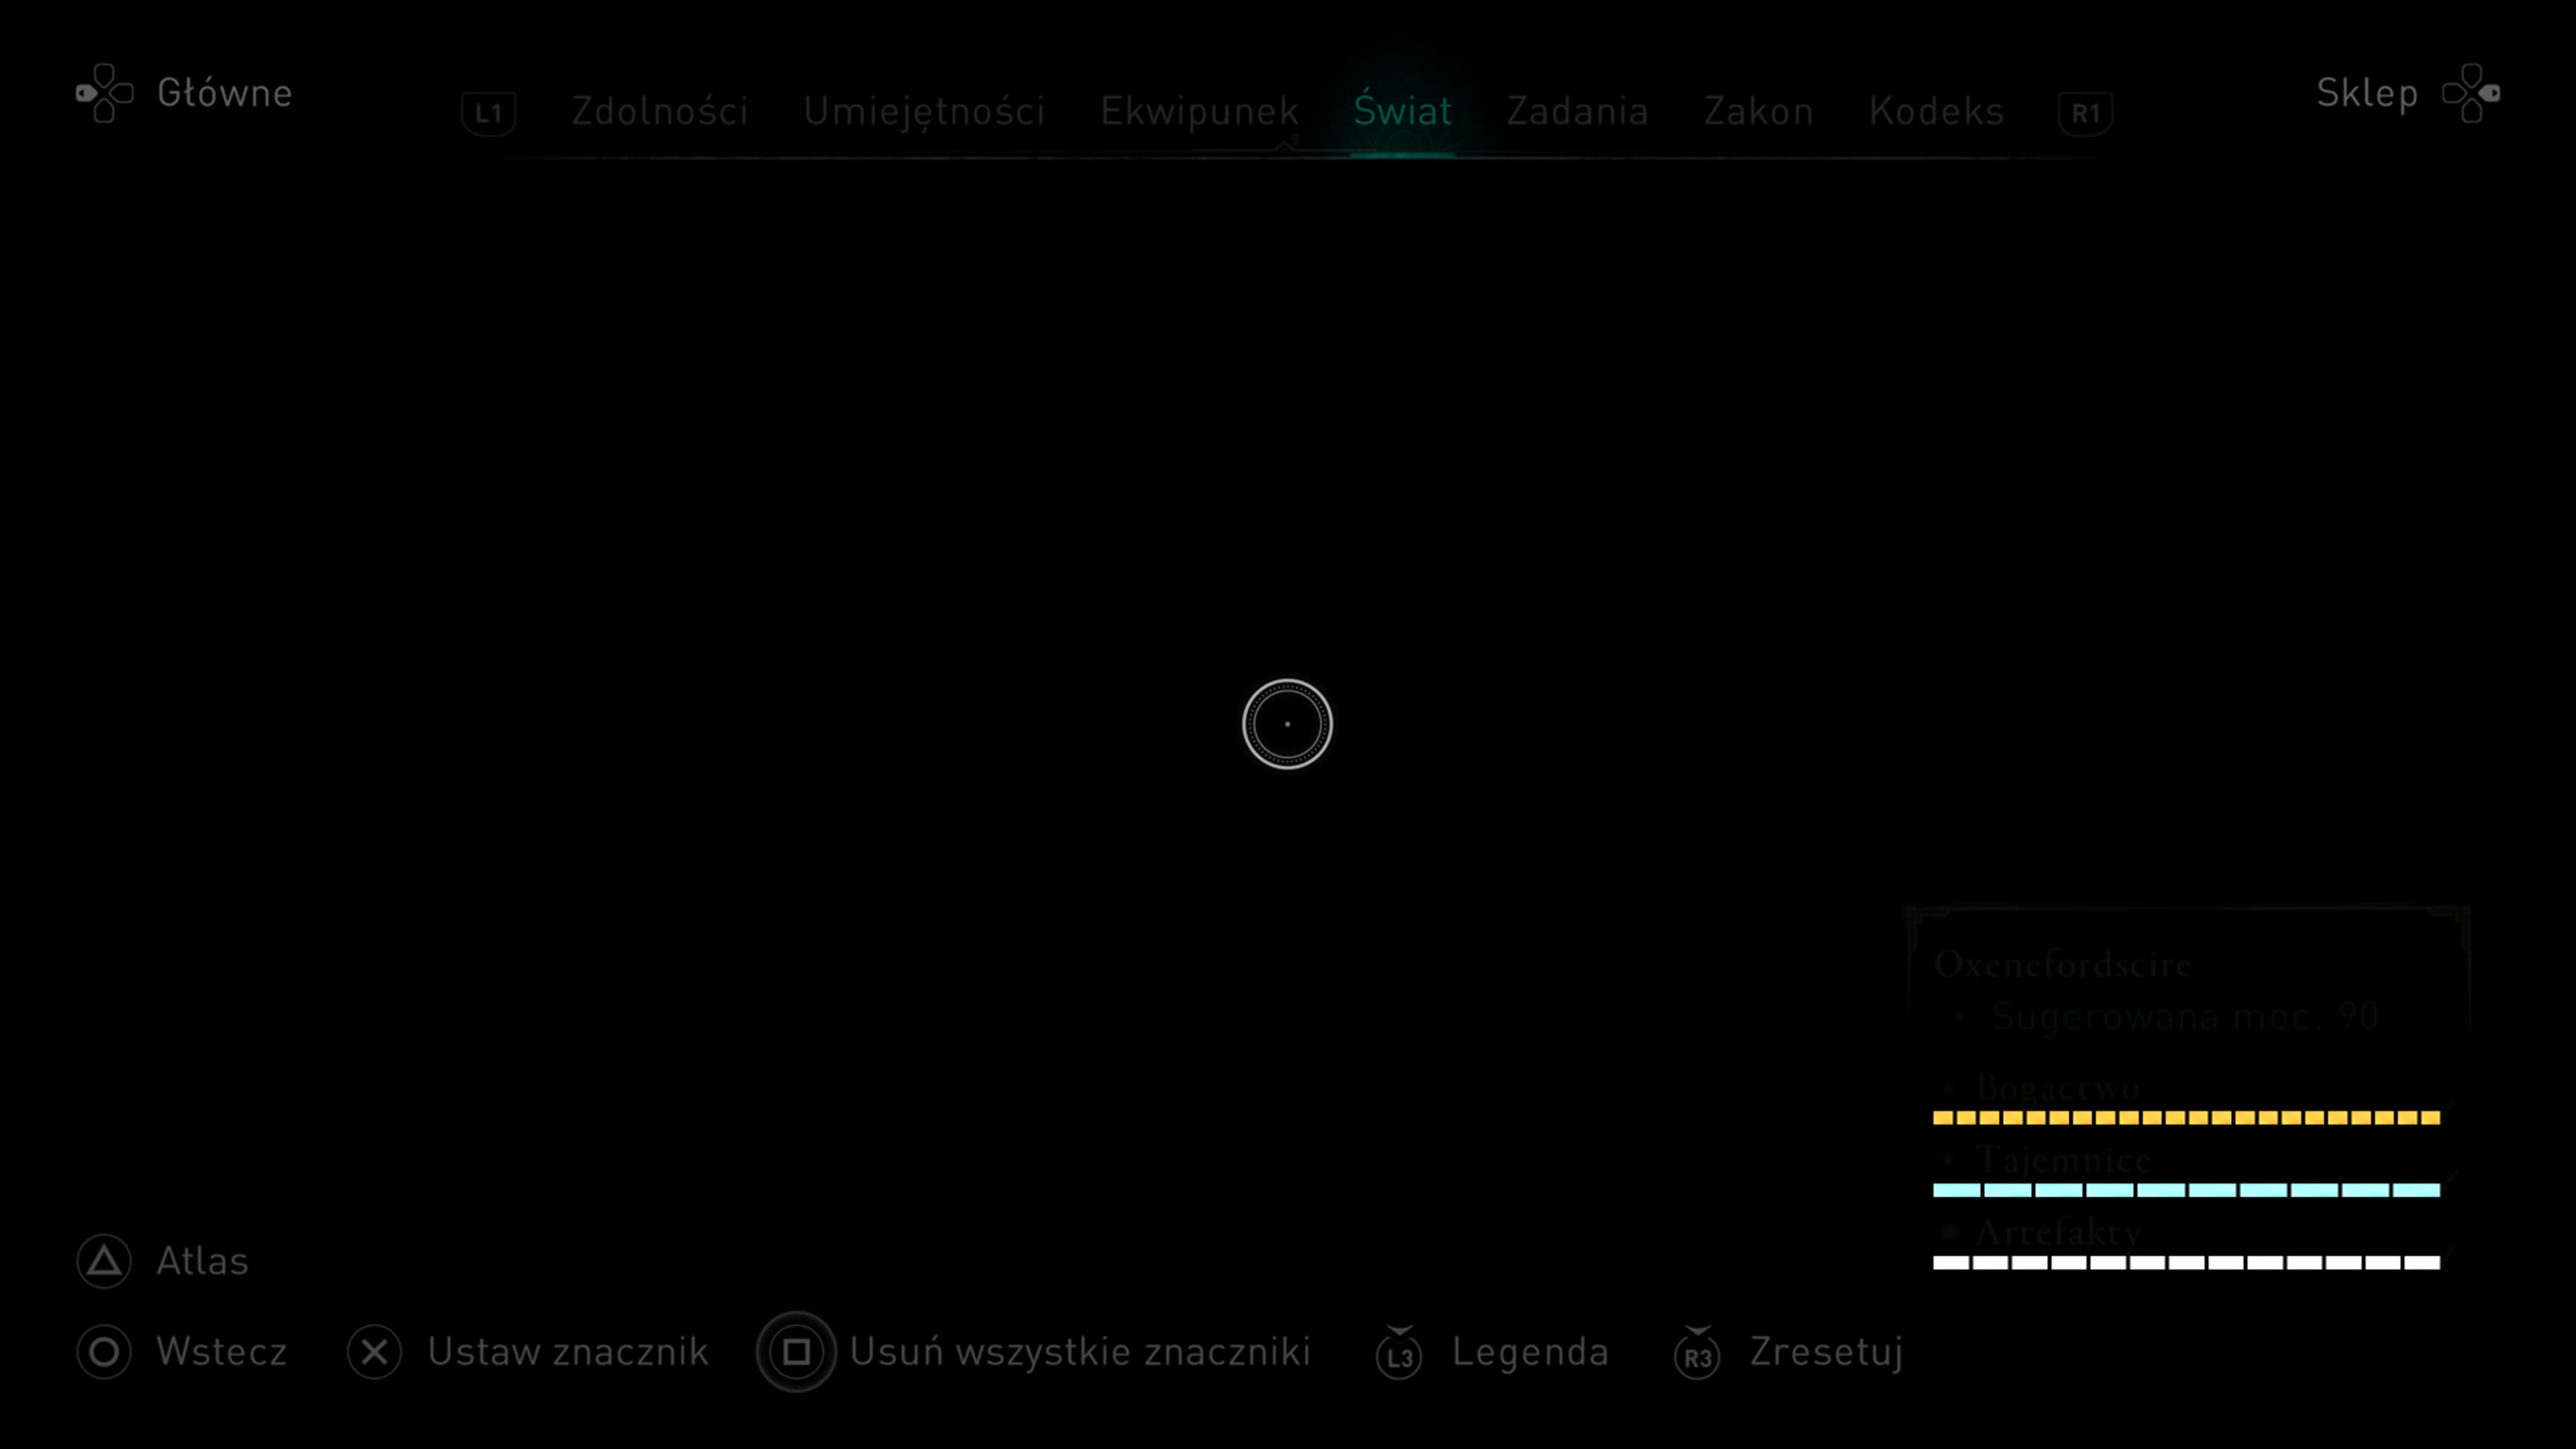 Główne
L1 Zdolności Umiejętności Ekwipunek Świat Zadania Zakon Kodeks R1
Sklep
Oxenefordscire
Sugerowana moc: 90
Bogactwo
Tajemnice
Artefakty
Atlas
Wstecz Ustaw znacznik Usuń wszystkie znaczniki L3 Legenda R3 Zresetuj